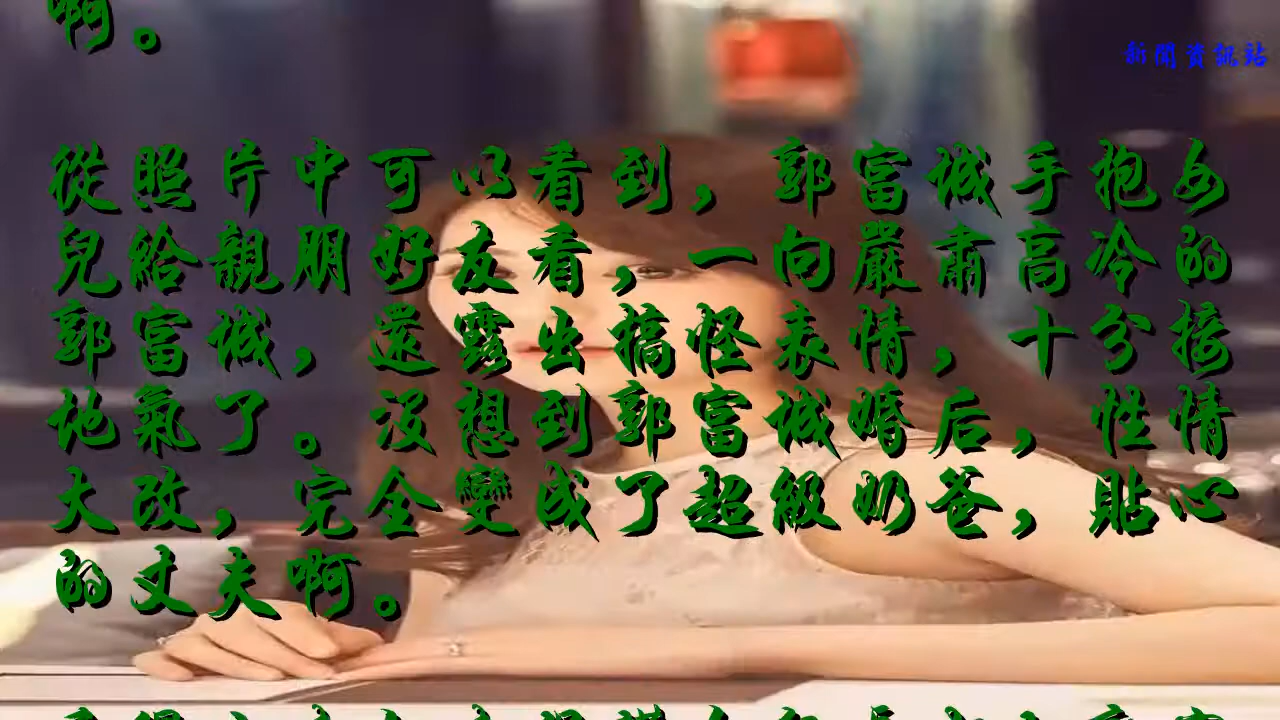 啊。
新聞資訊站
從照片中可以看到，郭富誠手抱女
兒給親朋好友看，一向嚴肅高冷的
郭富誠，還露出搞怪表情，十分接
地氣了。沒想到郭富誠婚后，性情
大改，完全變成了超級奶爸，貼心
的丈夫啊。